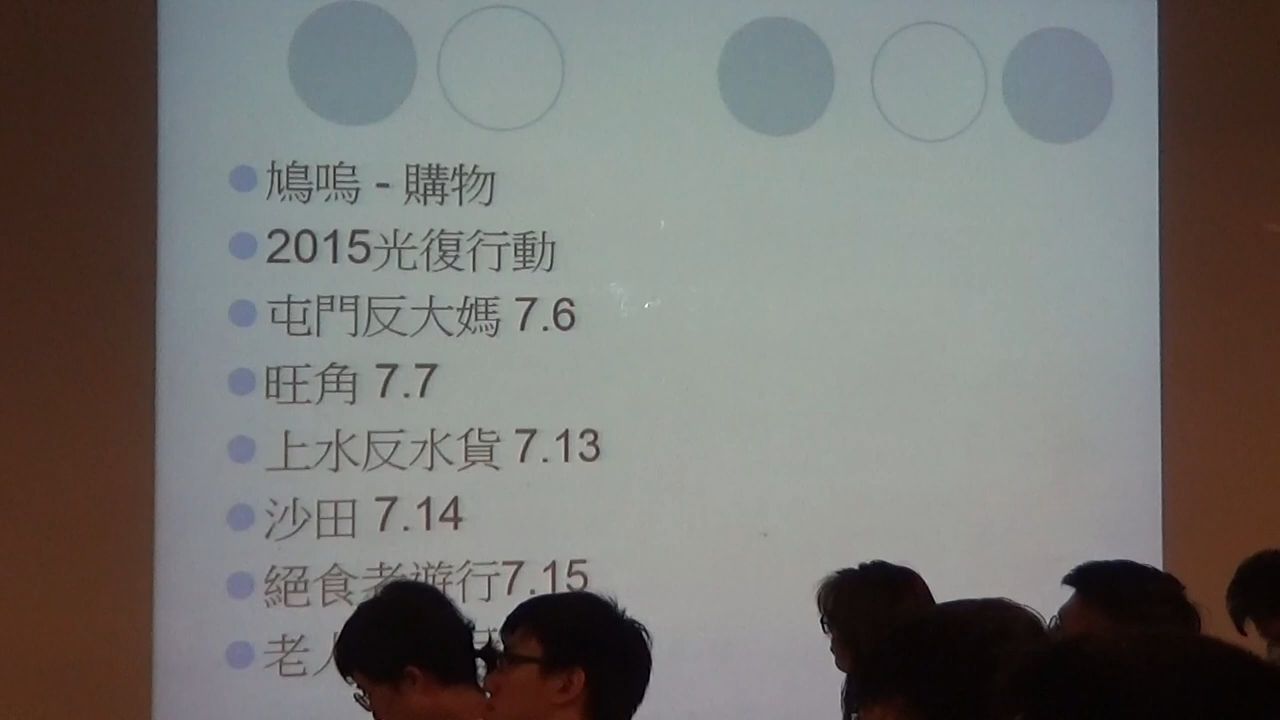 鳩嗚 - 購物
2015光復行動
屯門反大媽 7.6
旺角 7.7
上水反水貨 7.13
沙田 7.14
絕食者遊行7.15
老人